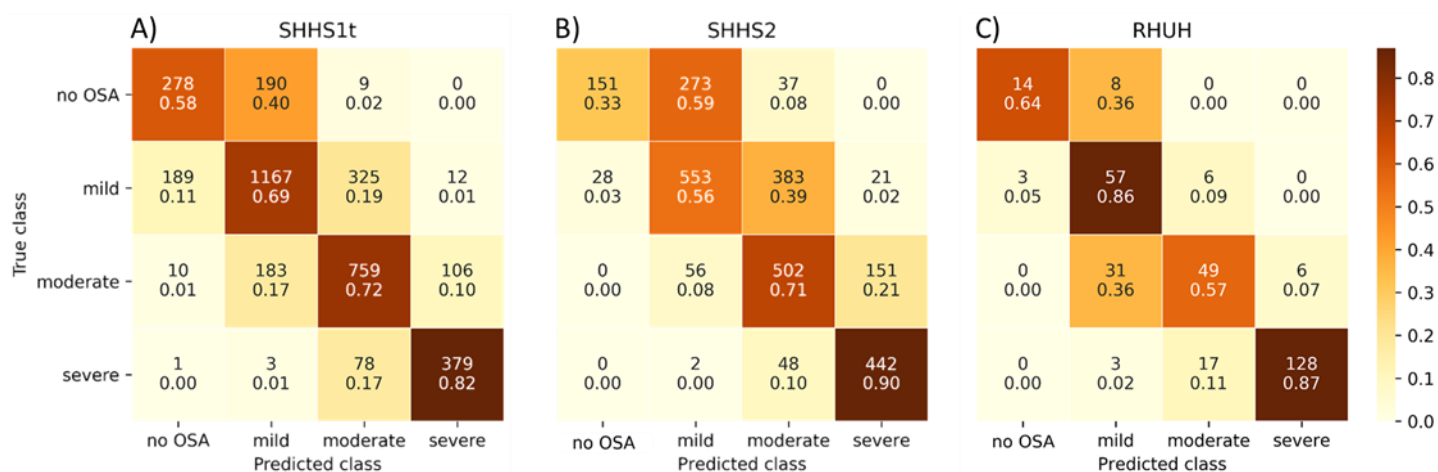 A) SHHS1t
B) SHHS2
C) RHUH
True class
no OSA
278 190 9 0
0.58 0.40 0.02 0.00
151 273 37 0
0.33 0.59 0.08 0.00
14 8 0 0
0.64 0.36 0.00 0.00
mild
189 1167 325 12
0.11 0.69 0.19 0.01
28 553 383 21
0.03 0.56 0.39 0.02
3 57 6 0
0.05 0.86 0.09 0.00
moderate
10 183 759 106
0.01 0.17 0.72 0.10
0 56 502 151
0.00 0.08 0.71 0.21
0 31 49 6
0.00 0.36 0.57 0.07
severe
1 3 78 379
0.00 0.01 0.17 0.82
0 2 48 442
0.00 0.00 0.10 0.90
0 3 17 128
0.00 0.02 0.11 0.87
no OSA mild moderate severe
Predicted class
no OSA mild moderate severe
Predicted class
no OSA mild moderate severe
Predicted class
0.8
0.7
0.6
0.5
0.4
0.3
0.2
0.1
0.0